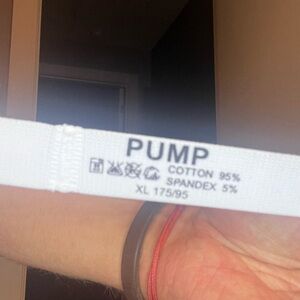 PUMP
COTTON 95%
SPANDEX 5%
XL 175/95